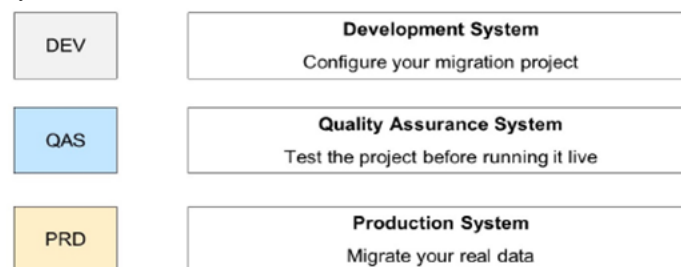 DEV
Development System
Configure your migration project
QAS
Quality Assurance System
Test the project before running it live
PRD
Production System
Migrate your real data